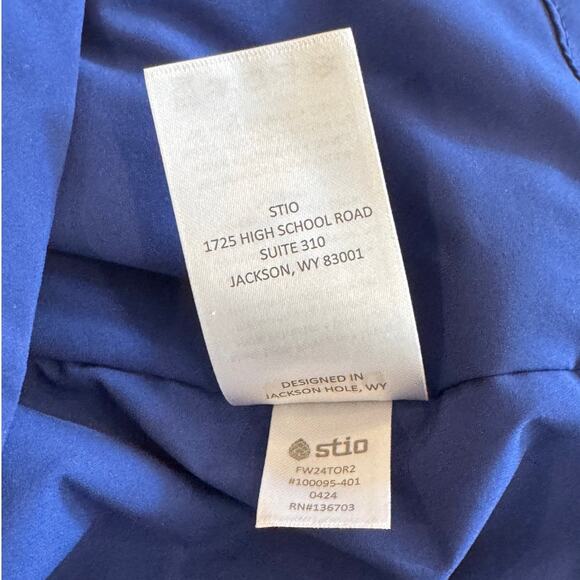 STIO
1725 HIGH SCHOOL ROAD
SUITE 310
JACKSON, WY 83001
DESIGNED IN
JACKSON HOLE, WY
stio
FW24TOR2
#100095-401
0424
RN#136703